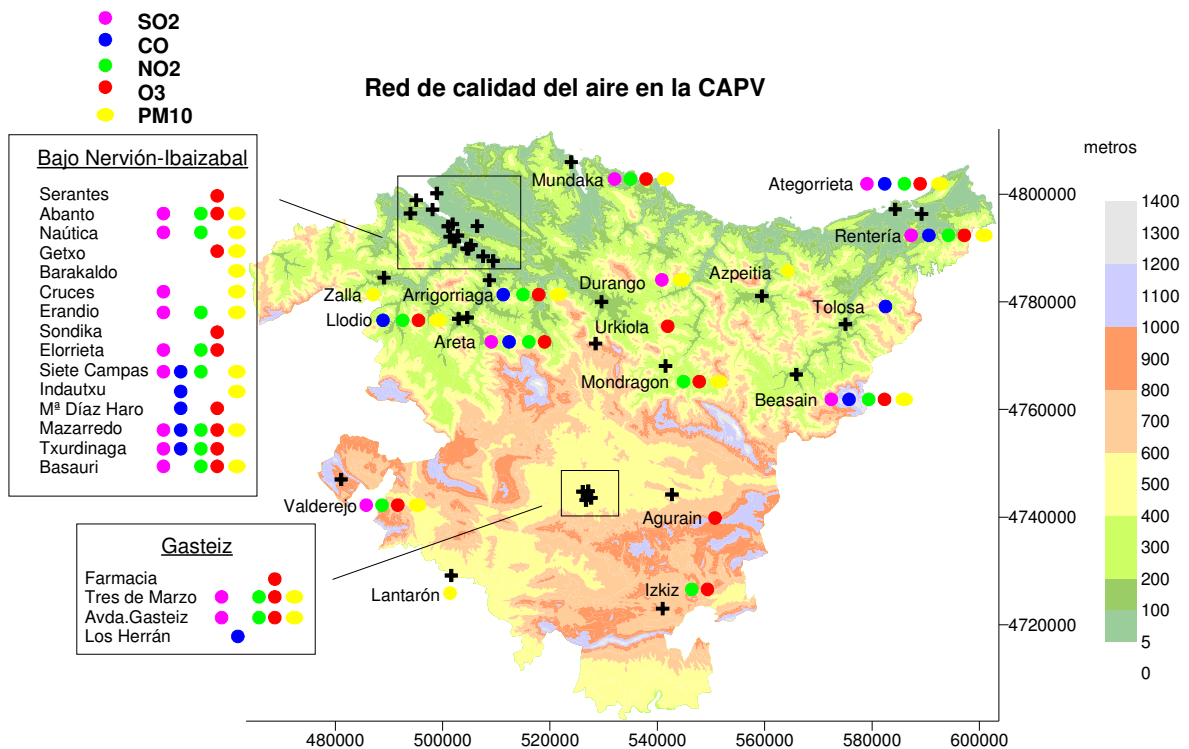 SO2
CO
NO2
O3
PM10
Red de calidad del aire en la CAPV
Bajo Nervión-Ibaizabal
Serantes
Abanto
Naútica
Getxo
Barakaldo
Cruces
Erandio
Sondika
Elorrieta
Siete Campas
Indautxu
Mª Díaz Haro
Mazarredo
Txurdinaga
Basauri
Gasteiz
Farmacia
Tres de Marzo
Avda.Gasteiz
Los Herrán
Mundaka
Ategorrieta
Rentería
Azpeitia
Durango
Zalla
Arrigorriaga
Tolosa
Llodio
Urkiola
Areta
Mondragon
Beasain
Valderejo
Agurain
Lantarón
Izkiz
metros
1400
1300
1200
1100
1000
900
800
700
600
500
400
300
200
100
5
0
4800000
4780000
4760000
4740000
4720000
480000
500000
520000
540000
560000
580000
600000